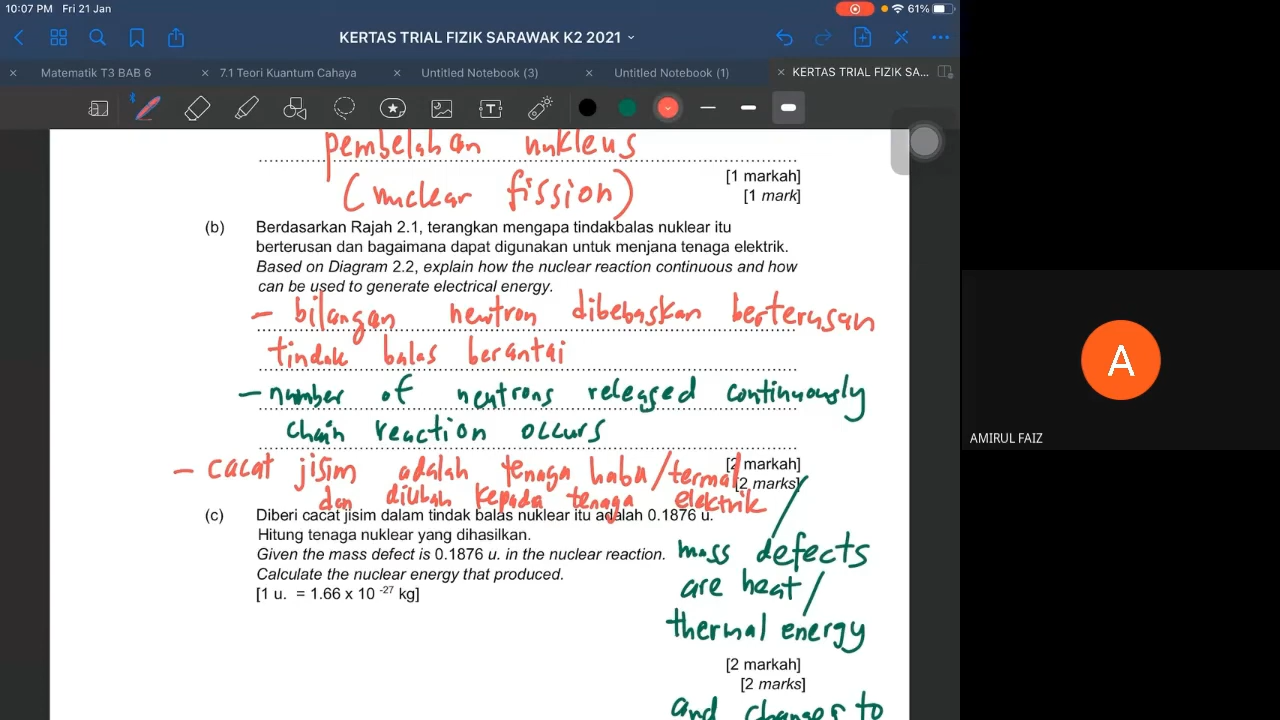 10:07 PM Fri 21 Jan
61%
KERTAS TRIAL FIZIK SARAWAK K2 2021
Matematik T3 BAB 6
7.1 Teori Kuantum Cahaya
Untitled Notebook (3)
Untitled Notebook (1)
KERTAS TRIAL FIZIK SA...
pembelahan nukleus
[1 markah]
(nuclear fission)
[1 mark]
(b) Berdasarkan Rajah 2.1, terangkan mengapa tindakbalas nuklear itu
berterusan dan bagaimana dapat digunakan untuk menjana tenaga elektrik.
Based on Diagram 2.2, explain how the nuclear reaction continuous and how
can be used to generate electrical energy.
- bilangan neutron dibebaskan berterusan
tindak balas berantai
- number of neutrons released continuously
chain reaction occurs
- cacat jisim adalah tenaga haba/termal
[2 markah]
[2 marks]
dan diubah kepada tenaga elektrik
(c) Diberi cacat jisim dalam tindak balas nuklear itu adalah 0.1876 u.
Hitung tenaga nuklear yang dihasilkan.
Given the mass defect is 0.1876 u. in the nuclear reaction.
Calculate the nuclear energy that produced.
[1 u. = 1.66 x 10 -27 kg]
mass defects
are heat/
thermal energy
[2 markah]
[2 marks]
and changes to
A
AMIRUL FAIZ